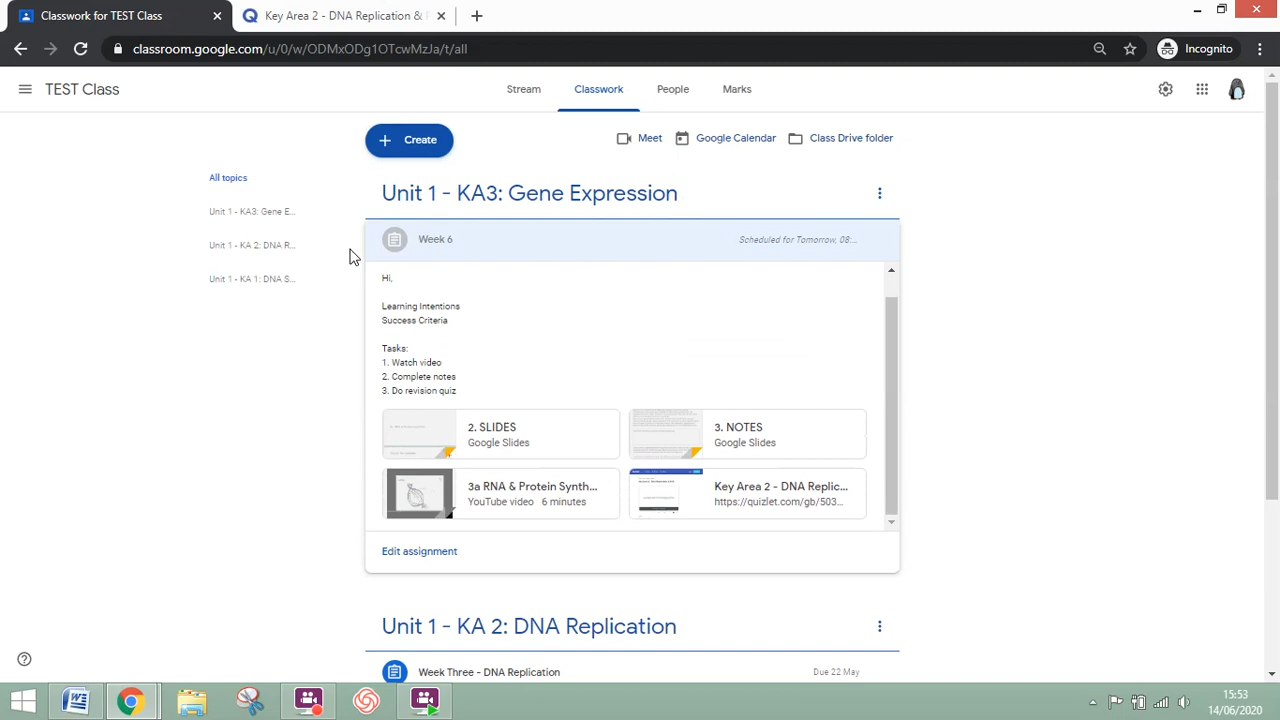 Classwork for TEST Class
Key Area 2 - DNA Replication &
classroom.google.com/u/0/w/ODMxODg1OTcwMzJa/t/all
Incognito
TEST Class
Stream
Classwork
People
Marks
Create
Meet
Google Calendar
Class Drive folder
All topics
Unit 1 - KA3: Gene E...
Unit 1 - KA 2: DNA R...
Unit 1 - KA 1: DNA S...
Unit 1 - KA3: Gene Expression
Week 6
Scheduled for Tomorrow, 08:...
Hi,
Learning Intentions
Success Criteria
Tasks:
1. Watch video
2. Complete notes
3. Do revision quiz
2. SLIDES
Google Slides
3. NOTES
Google Slides
3a RNA & Protein Synth...
YouTube video 6 minutes
Key Area 2 - DNA Replic...
https://quizlet.com/gb/503...
Edit assignment
Unit 1 - KA 2: DNA Replication
Week Three - DNA Replication
Due 22 May
15:53
14/06/2020